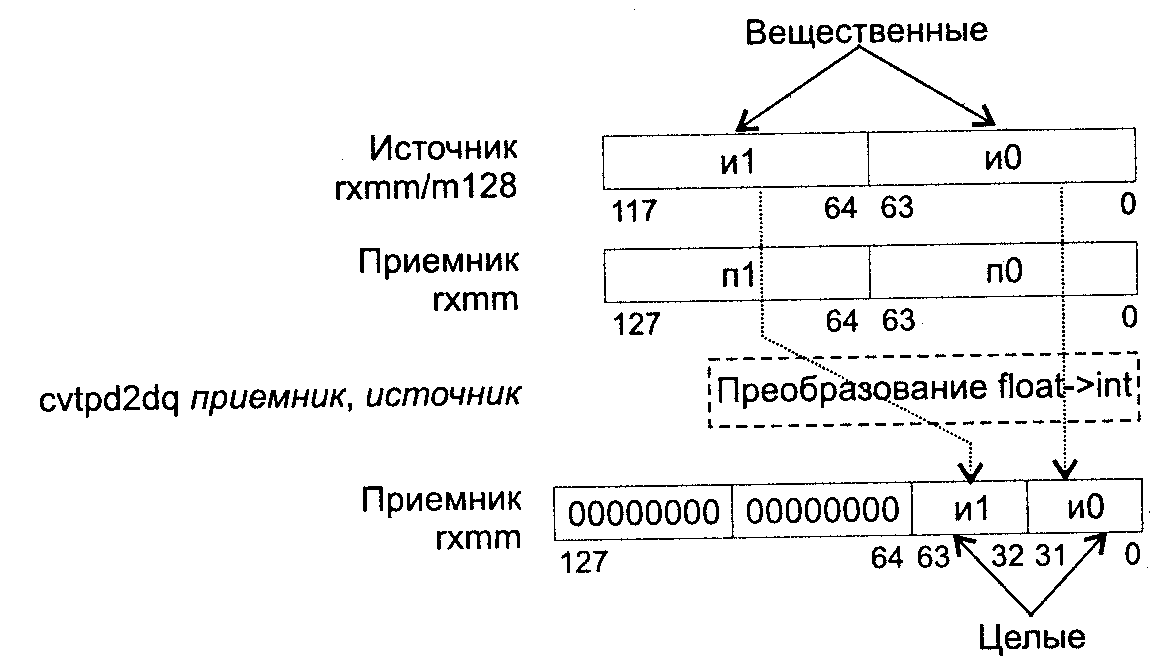 Вещественные
Источник
rxmm/m128
и1 и0
117 64 63 0
Приемник
rxmm
п1 п0
127 64 63 0
cvtpd2dq приемник, источник
Преобразование float->int
Приемник
rxmm
00000000 00000000 и1 и0
127 64 63 32 31 0
Целые